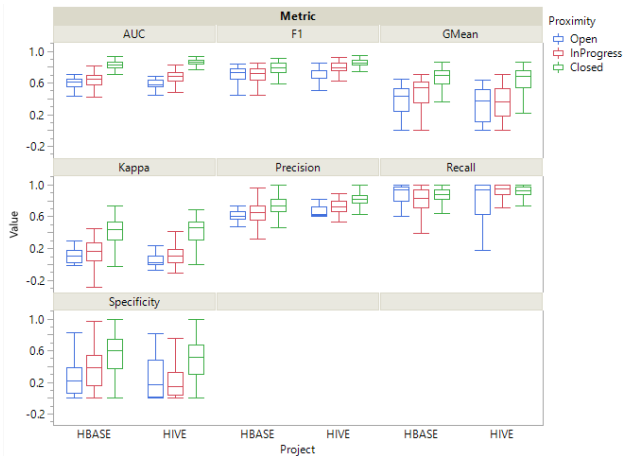 Metric
AUC F1 GMean
Proximity
Open
InProgress
Closed
1.0
0.6
0.2
-0.2
Kappa Precision Recall
1.0
0.6
0.2
-0.2
Value
Specificity
1.0
0.6
0.2
-0.2
HBASE HIVE HBASE HIVE HBASE HIVE
Project